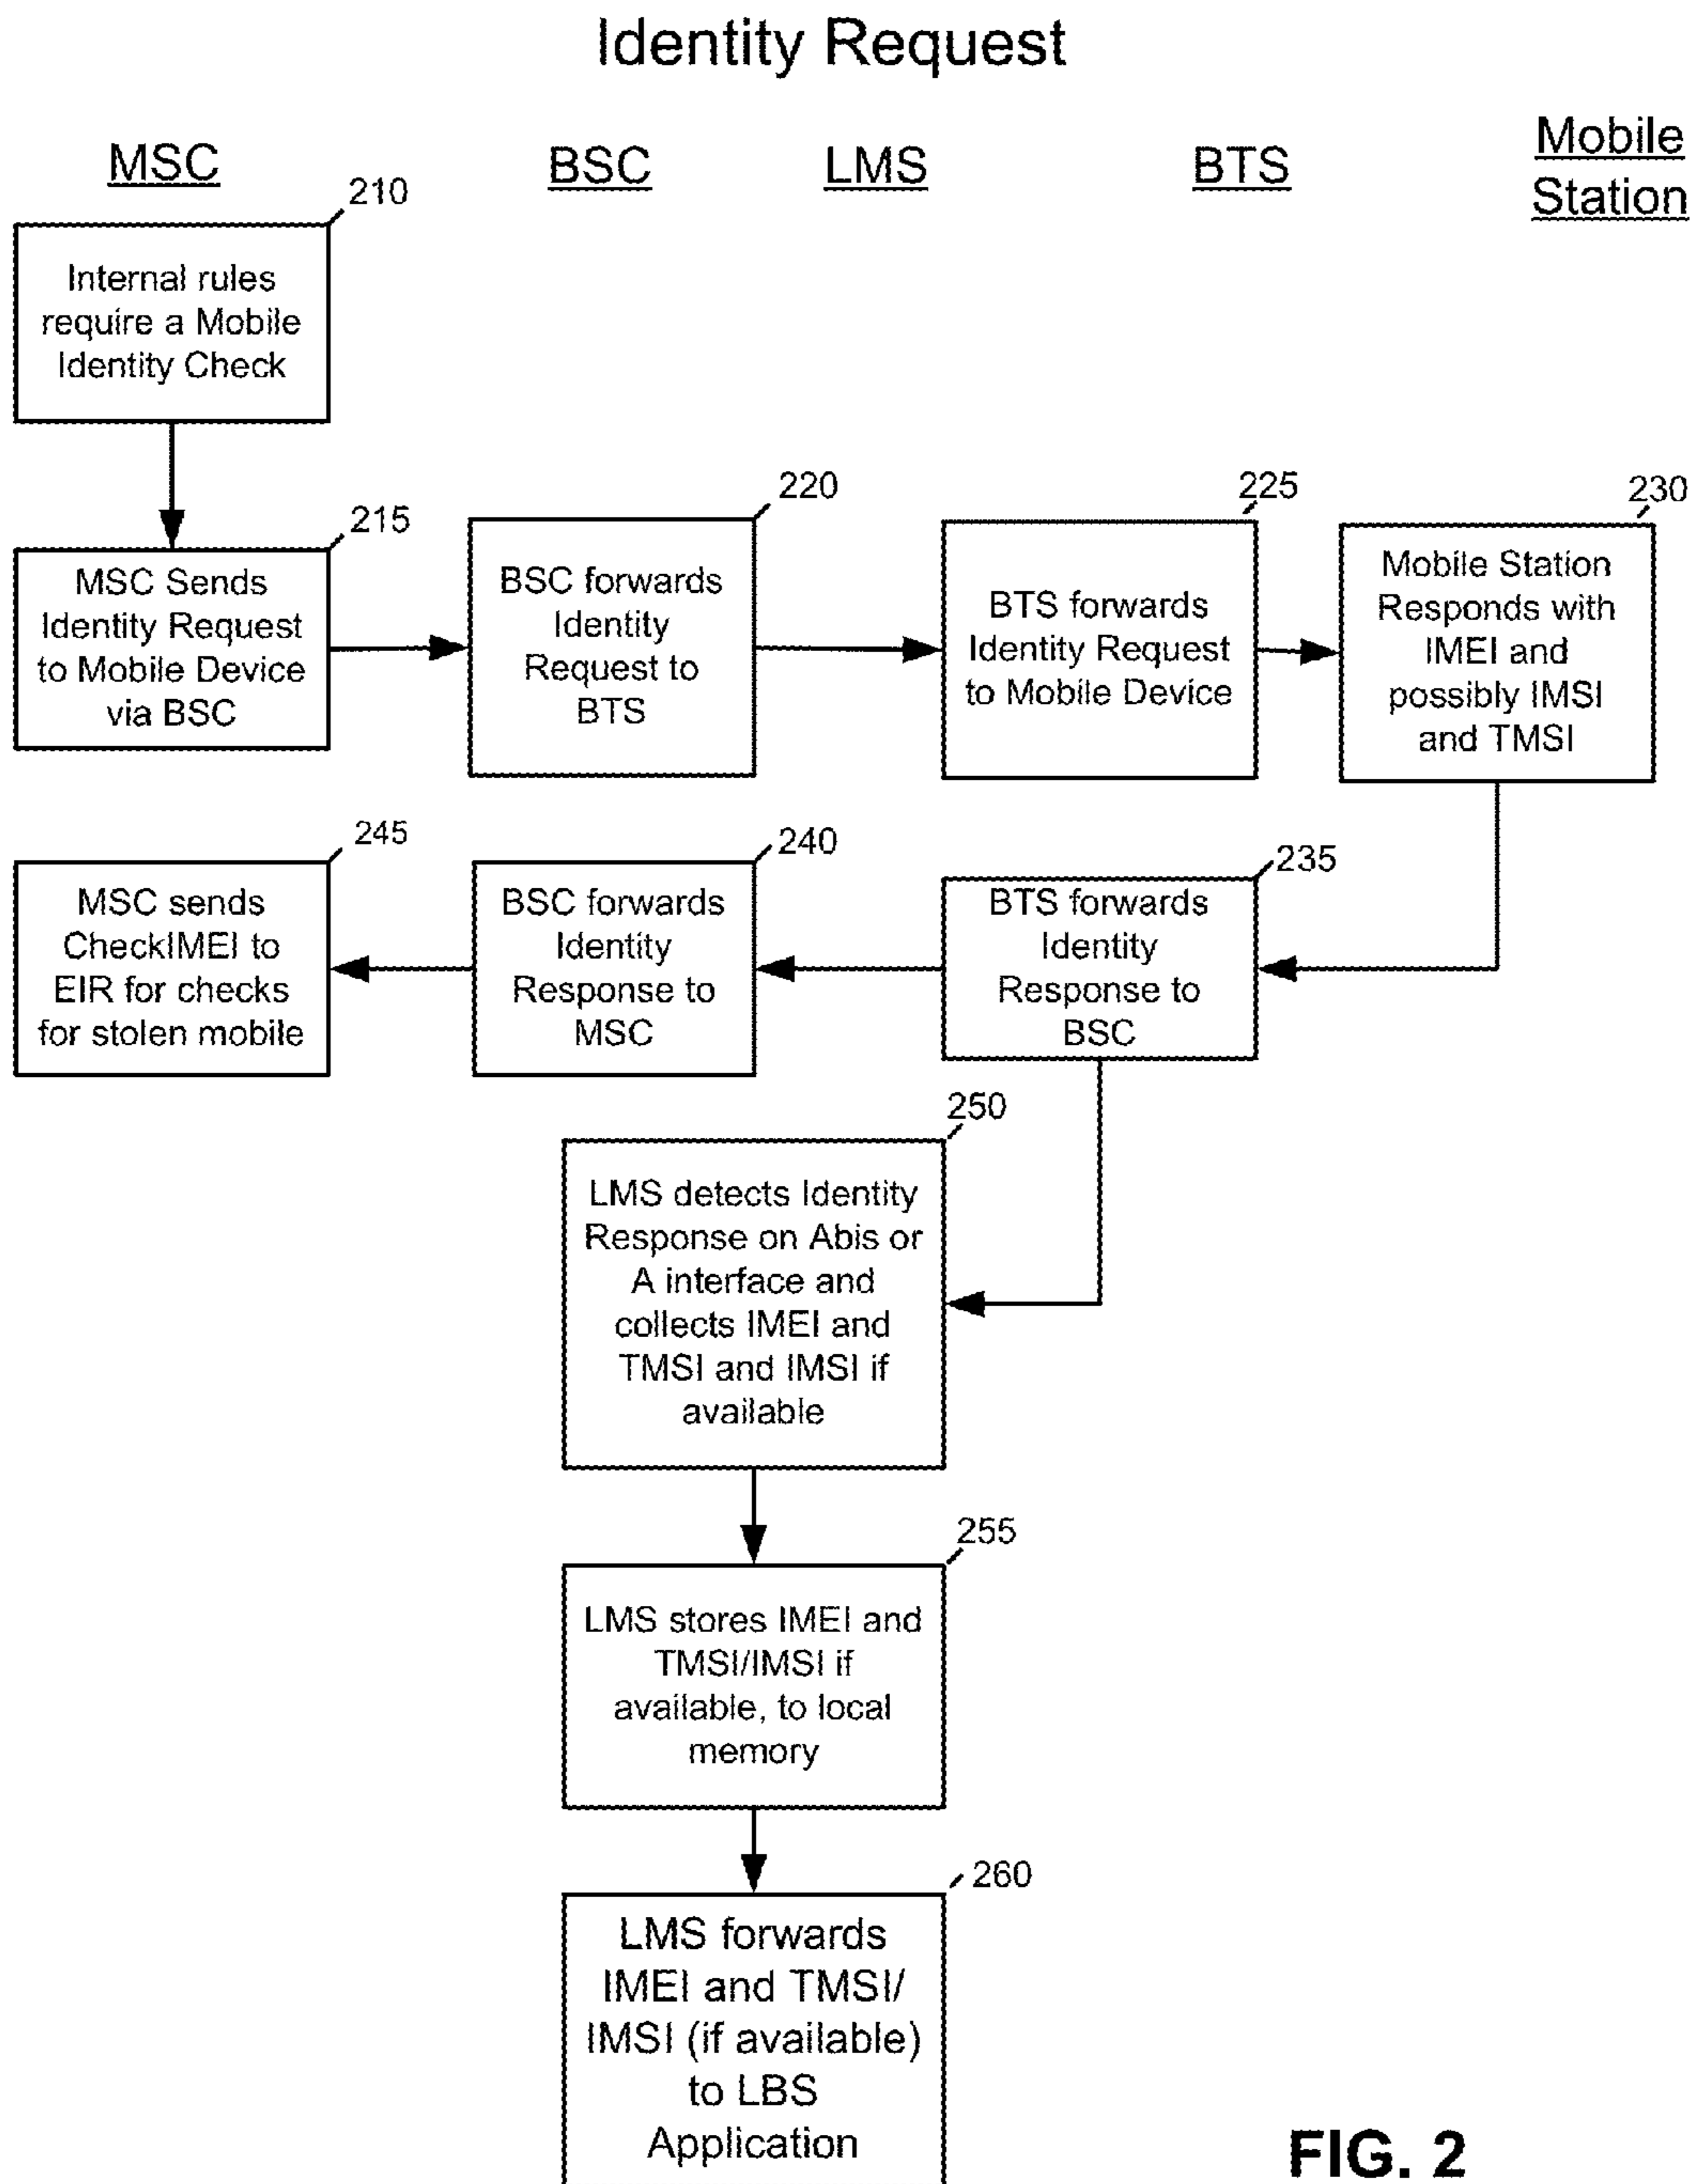 Identity Request
MSC
BSC
LMS
BTS
Mobile
Station
210
Internal rules
require a Mobile
Identity Check
215
MSC Sends
Identity Request
to Mobile Device
via BSC
220
BSC forwards
Identity
Request to
BTS
225
BTS forwards
Identity Request
to Mobile Device
230
Mobile Station
Responds with
IMEI and
possibly IMSI
and TMSI
245
MSC sends
CheckIMEI to
EIR for checks
for stolen mobile
240
BSC forwards
Identity
Response to
MSC
235
BTS forwards
Identity
Response to
BSC
250
LMS detects Identity
Response on Abis or
A interface and
collects IMEI and
TMSI and IMSI if
available
255
LMS stores IMEI and
TMSI/IMSI if
available, to local
memory
260
LMS forwards
IMEI and TMSI/
IMSI (if available)
to LBS
Application
FIG. 2